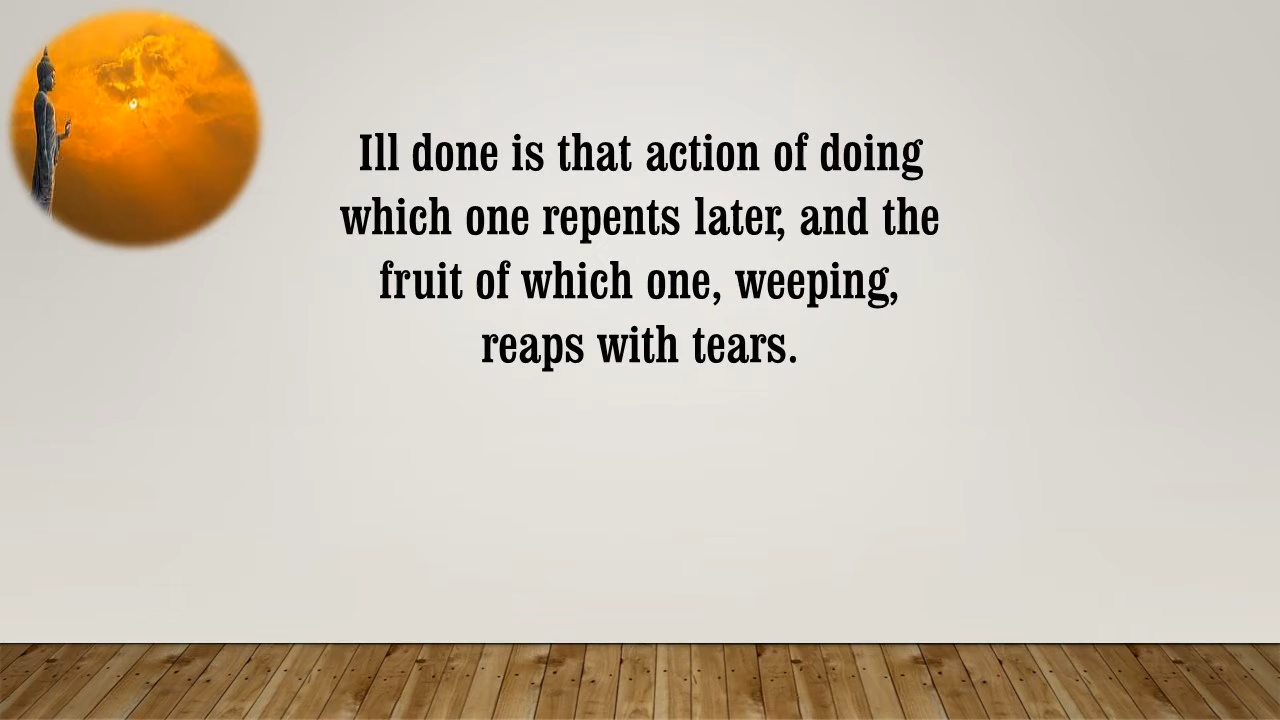 Ill done is that action of doing
which one repents later, and the
fruit of which one, weeping,
reaps with tears.